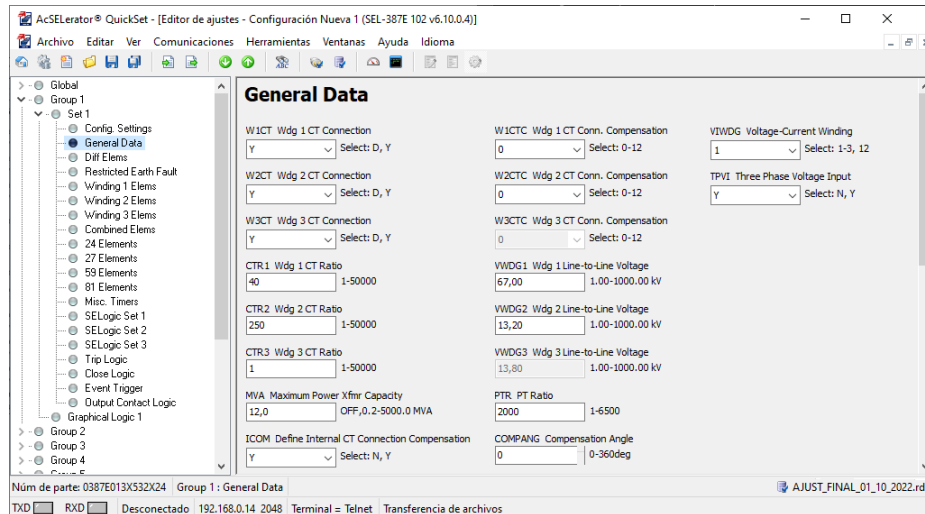 AcSELerator® QuickSet - [Editor de ajustes - Configuración Nueva 1 (SEL-387E 102 v6.10.0.4)]
Archivo Editar Ver Comunicaciones Herramientas Ventanas Ayuda Idioma
Global
Group 1
Set 1
Config. Settings
General Data
Diff Elems
Restricted Earth Fault
Winding 1 Elems
Winding 2 Elems
Winding 3 Elems
Combined Elems
24 Elements
27 Elements
59 Elements
81 Elements
Misc. Timers
SELogic Set 1
SELogic Set 2
SELogic Set 3
Trip Logic
Close Logic
Event Trigger
Output Contact Logic
Graphical Logic 1
Group 2
Group 3
Group 4
General Data
W1CT Wdg 1 CT Connection
Y Select: D, Y
W2CT Wdg 2 CT Connection
Y Select: D, Y
W3CT Wdg 3 CT Connection
Y Select: D, Y
CTR1 Wdg 1 CT Ratio
40 1-50000
CTR2 Wdg 2 CT Ratio
250 1-50000
CTR3 Wdg 3 CT Ratio
1 1-50000
MVA Maximum Power Xfmr Capacity
12,0 OFF,0.2-5000.0 MVA
ICOM Define Internal CT Connection Compensation
Y Select: N, Y
W1CTC Wdg 1 CT Conn. Compensation
0 Select: 0-12
W2CTC Wdg 2 CT Conn. Compensation
0 Select: 0-12
W3CTC Wdg 3 CT Conn. Compensation
0 Select: 0-12
VWDG1 Wdg 1 Line-to-Line Voltage
67,00 1.00-1000.00 kV
VWDG2 Wdg 2 Line-to-Line Voltage
13,20 1.00-1000.00 kV
VWDG3 Wdg 3 Line-to-Line Voltage
13,80 1.00-1000.00 kV
PTR PT Ratio
2000 1-6500
COMPANG Compensation Angle
0 0-360deg
VIWDG Voltage-Current Winding
1 Select: 1-3, 12
TPVI Three Phase Voltage Input
Y Select: N, Y
Núm de parte: 0387E013X532X24 Group 1 : General Data AJUST_FINAL_01_10_2022.rd
TXD RXD Desconectado 192.168.0.14 2048 Terminal = Telnet Transferencia de archivos